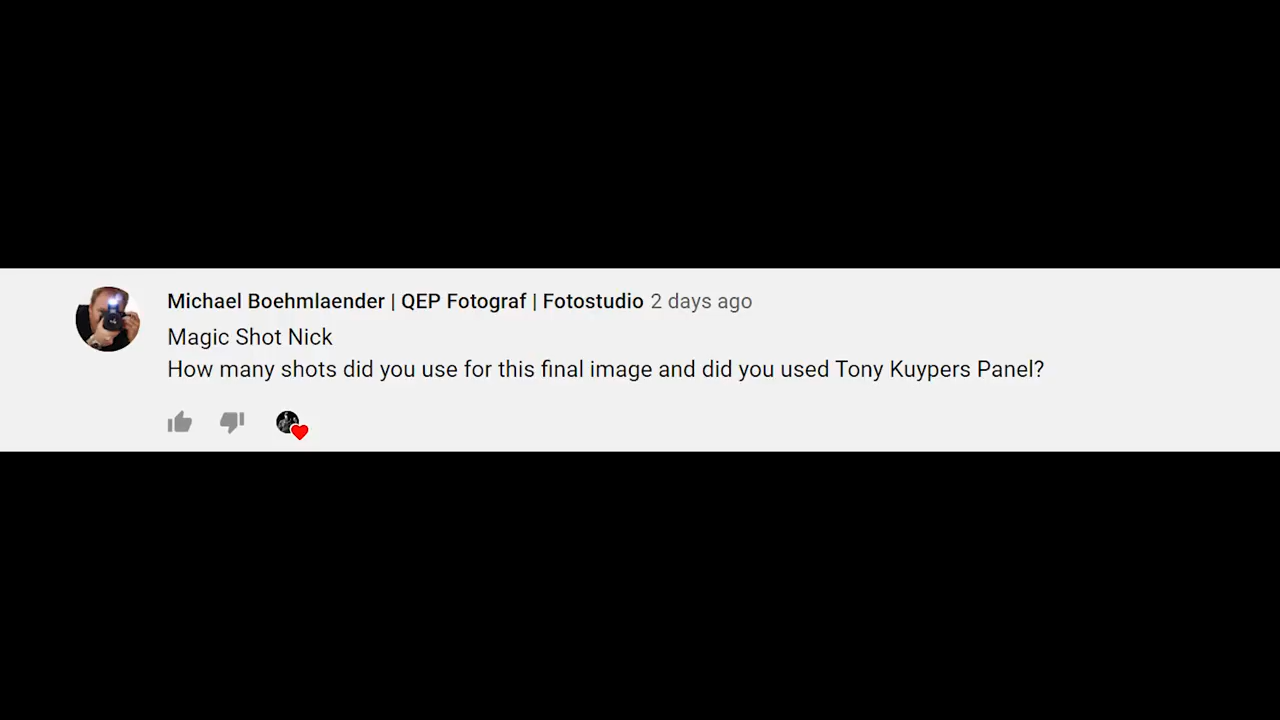 Michael Boehmlaender | QEP Fotograf | Fotostudio 2 days ago
Magic Shot Nick
How many shots did you use for this final image and did you used Tony Kuypers Panel?